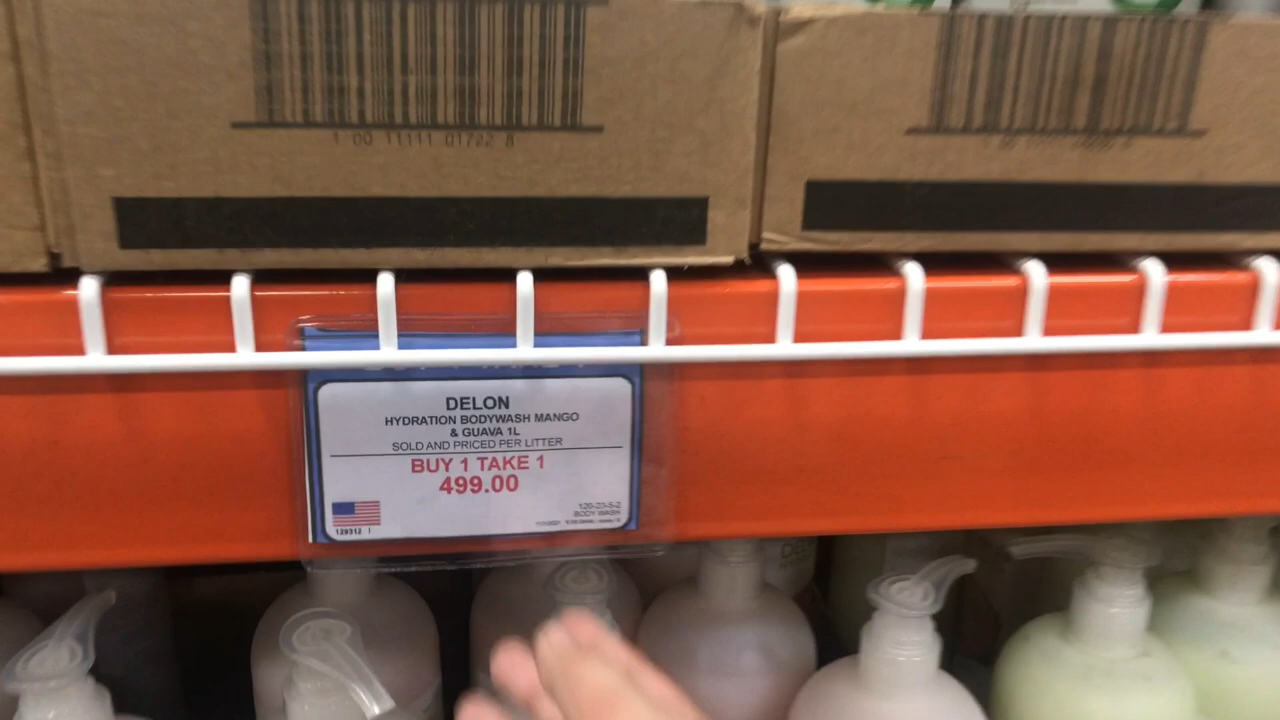 1 00 11111 01722 8
DELON
HYDRATION BODYWASH MANGO
& GUAVA 1L
SOLD AND PRICED PER LITTER
BUY 1 TAKE 1
499.00
BODY WASH
129312